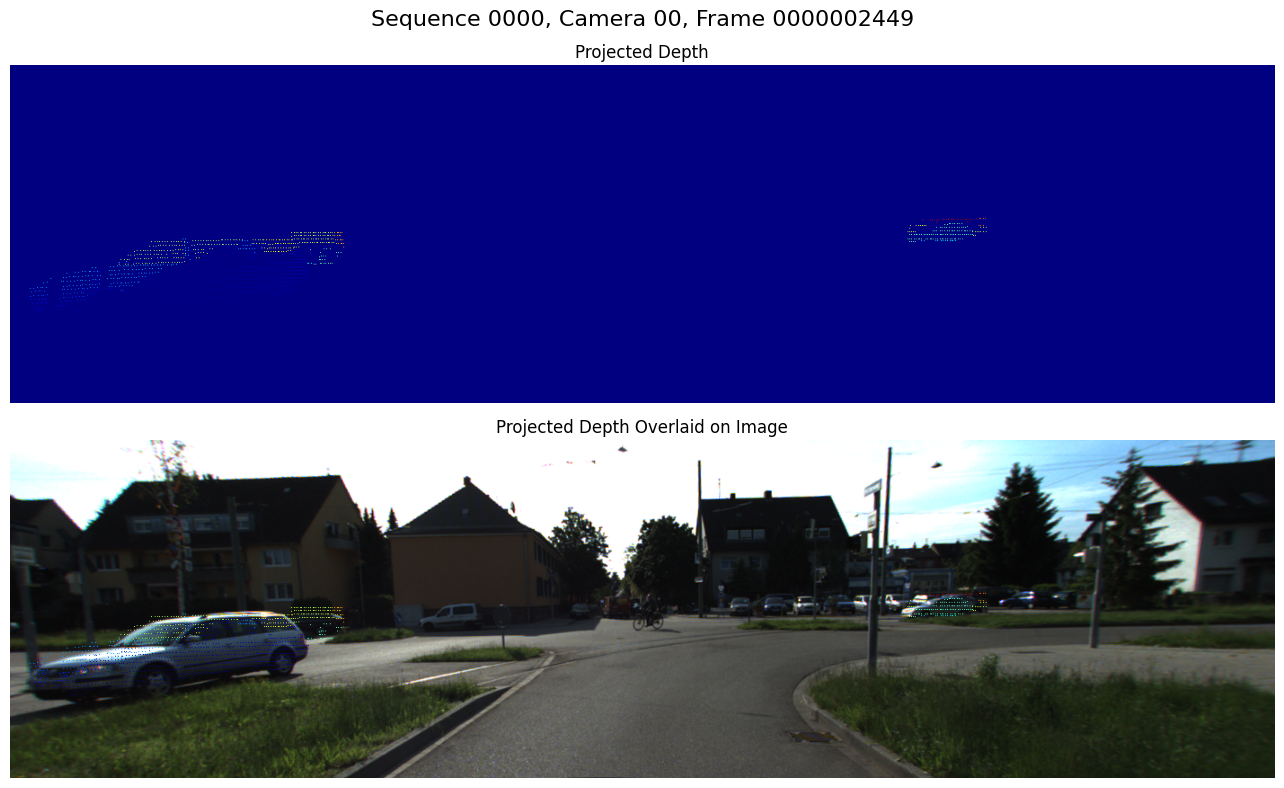 Sequence 0000, Camera 00, Frame 0000002449
Projected Depth
Projected Depth Overlaid on Image